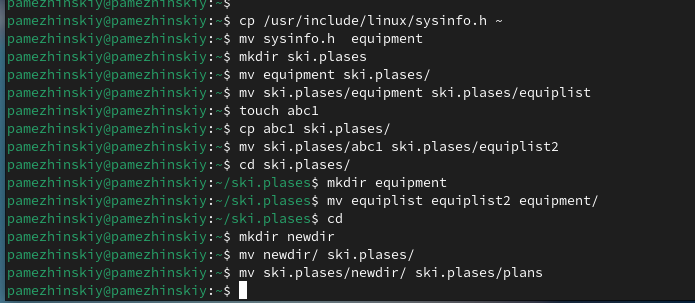 pamezhinskiy@pamezhinskiy:~$
pamezhinskiy@pamezhinskiy:~$ cp /usr/include/linux/sysinfo.h ~
pamezhinskiy@pamezhinskiy:~$ mv sysinfo.h  equipment
pamezhinskiy@pamezhinskiy:~$ mkdir ski.plases
pamezhinskiy@pamezhinskiy:~$ mv equipment ski.plases/
pamezhinskiy@pamezhinskiy:~$ mv ski.plases/equipment ski.plases/equiplist
pamezhinskiy@pamezhinskiy:~$ touch abc1
pamezhinskiy@pamezhinskiy:~$ cp abc1 ski.plases/
pamezhinskiy@pamezhinskiy:~$ mv ski.plases/abc1 ski.plases/equiplist2
pamezhinskiy@pamezhinskiy:~$ cd ski.plases/
pamezhinskiy@pamezhinskiy:~/ski.plases$ mkdir equipment
pamezhinskiy@pamezhinskiy:~/ski.plases$ mv equiplist equiplist2 equipment/
pamezhinskiy@pamezhinskiy:~/ski.plases$ cd
pamezhinskiy@pamezhinskiy:~$ mkdir newdir
pamezhinskiy@pamezhinskiy:~$ mv newdir/ ski.plases/
pamezhinskiy@pamezhinskiy:~$ mv ski.plases/newdir/ ski.plases/plans
pamezhinskiy@pamezhinskiy:~$